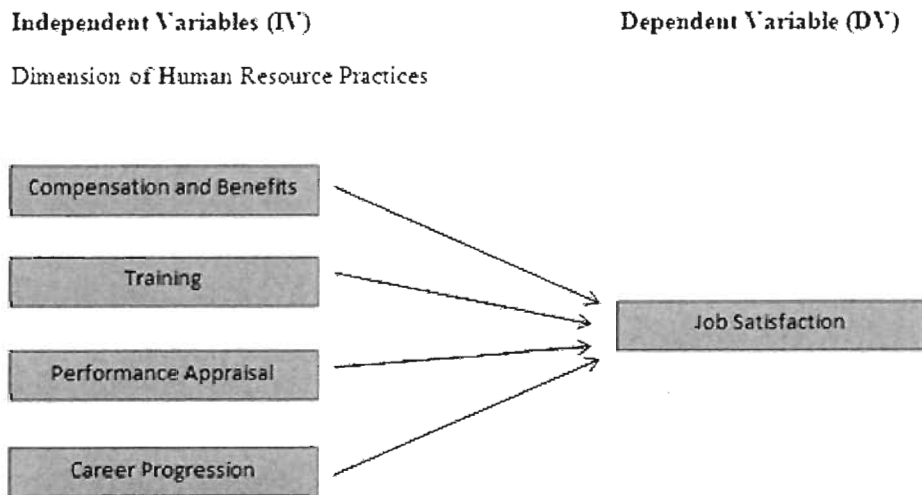 Independent Variables (IV)
Dependent Variable (DV)
Dimension of Human Resource Practices
Compensation and Benefits
Training
Job Satisfaction
Performance Appraisal
Career Progression